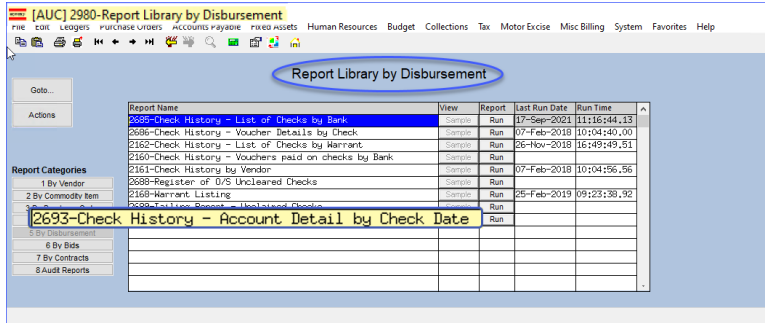 [AUC] 2980-Report Library by Disbursement
File Edit Ledgers Purchase Orders Accounts Payable Fixed Assets Human Resources Budget Collections Tax Motor Excise Misc Billing System Favorites Help
Report Library by Disbursement
Goto...
Actions
Report Name View Report Last Run Date Run Time
2685-Check History - List of Checks by Bank Sample Run 17-Sep-2021 11:16:44.13
2686-Check History - Voucher Details by Check Sample Run 07-Feb-2018 10:04:40.00
2162-Check History - List of Checks by Warrant Sample Run 26-Nov-2018 16:49:49.51
2160-Check History - Vouchers paid on checks by Bank Sample Run
2161-Check History by Vendor Sample Run 07-Feb-2018 10:04:56.56
2688-Register of O/S Uncleared Checks Sample Run
2168-Warrant Listing Sample Run 25-Feb-2019 09:23:38.92
Sample Run
2693-Check History - Account Detail by Check Date Run
Report Categories
1 By Vendor
2 By Commodity Item
5 By Disbursement
6 By Bids
7 By Contracts
8 Audit Reports